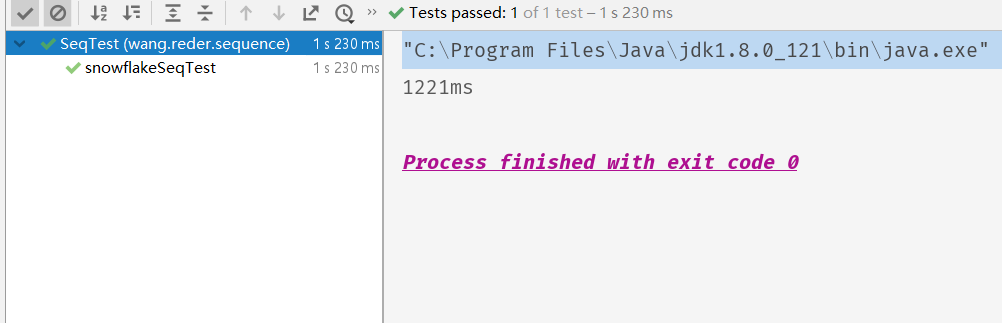 Tests passed: 1 of 1 test – 1 s 230 ms
SeqTest (wang.reder.sequence) 1 s 230 ms
snowflakeSeqTest 1 s 230 ms
"C:\Program Files\Java\jdk1.8.0_121\bin\java.exe"
1221ms
Process finished with exit code 0